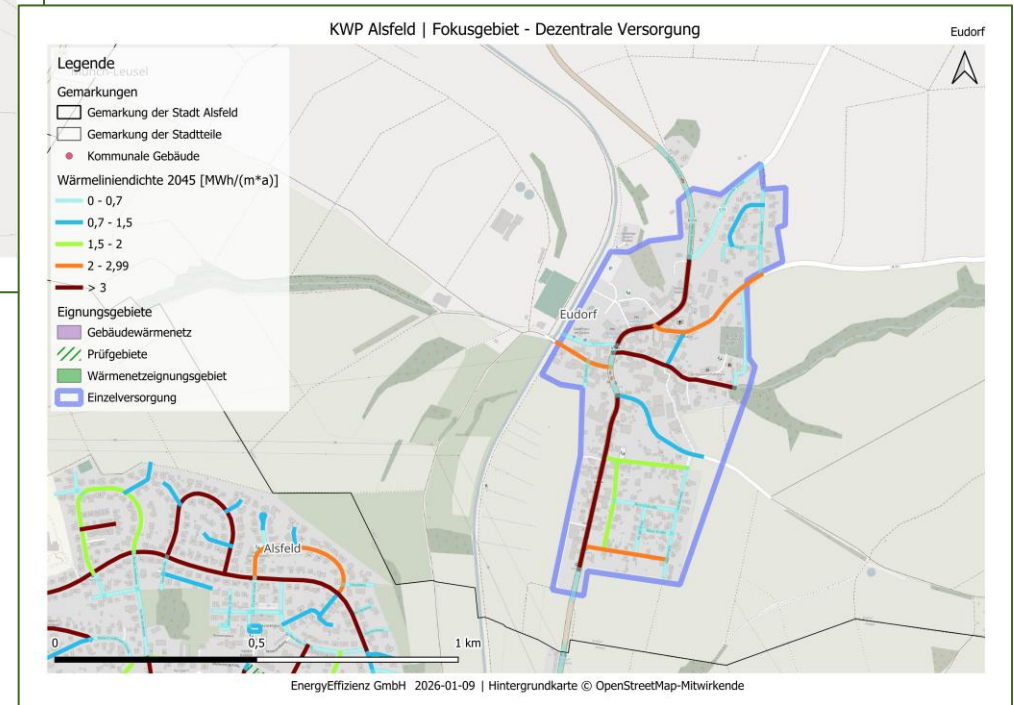 KWP Alsfeld | Fokusgebiet - Dezentrale Versorgung
Eudorf
Legende
Münch-Leusel
Gemarkungen
Gemarkung der Stadt Alsfeld
Gemarkung der Stadtteile
Kommunale Gebäude
Wärmeliniendichte 2045 [MWh/(m*a)]
0 - 0,7
0,7 - 1,5
1,5 - 2
2 - 2,99
> 3
Eignungsgebiete
Gebäudewärmenetz
Prüfgebiete
Wärmenetzeignungsgebiet
Einzelversorgung
Eudorf
Alsfeld
0
0,5
1 km
EnergyEffizienz GmbH 2026-01-09 | Hintergrundkarte © OpenStreetMap-Mitwirkende